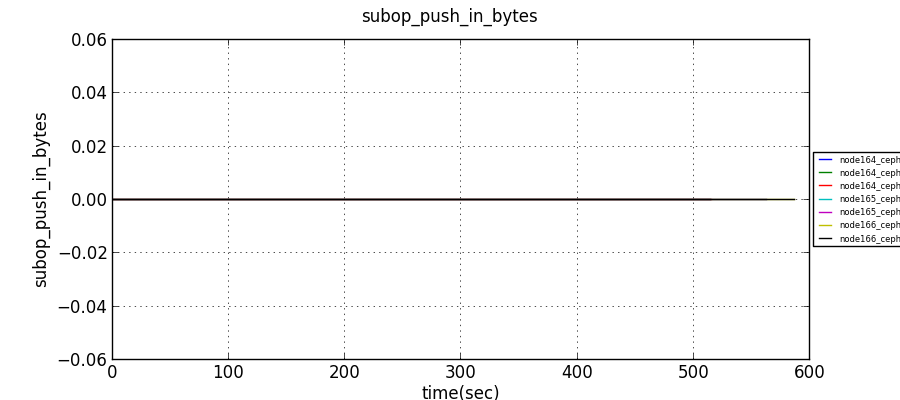 subop_push_in_bytes
0.06
0.04
0.02
0.00
−0.02
−0.04
−0.06
subop_push_in_bytes
0 100 200 300 400 500 600
time(sec)
node164_ceph
node164_ceph
node164_ceph
node165_ceph
node165_ceph
node166_ceph
node166_ceph